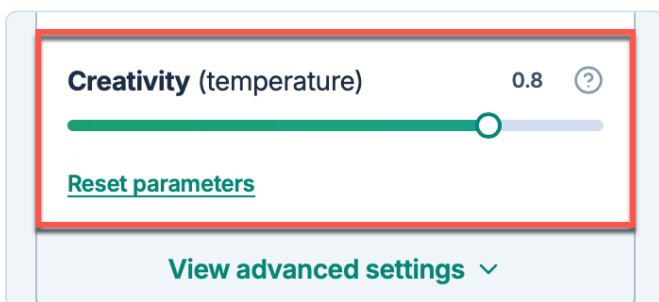 Creativity (temperature) 0.8 ?
Reset parameters
View advanced settings